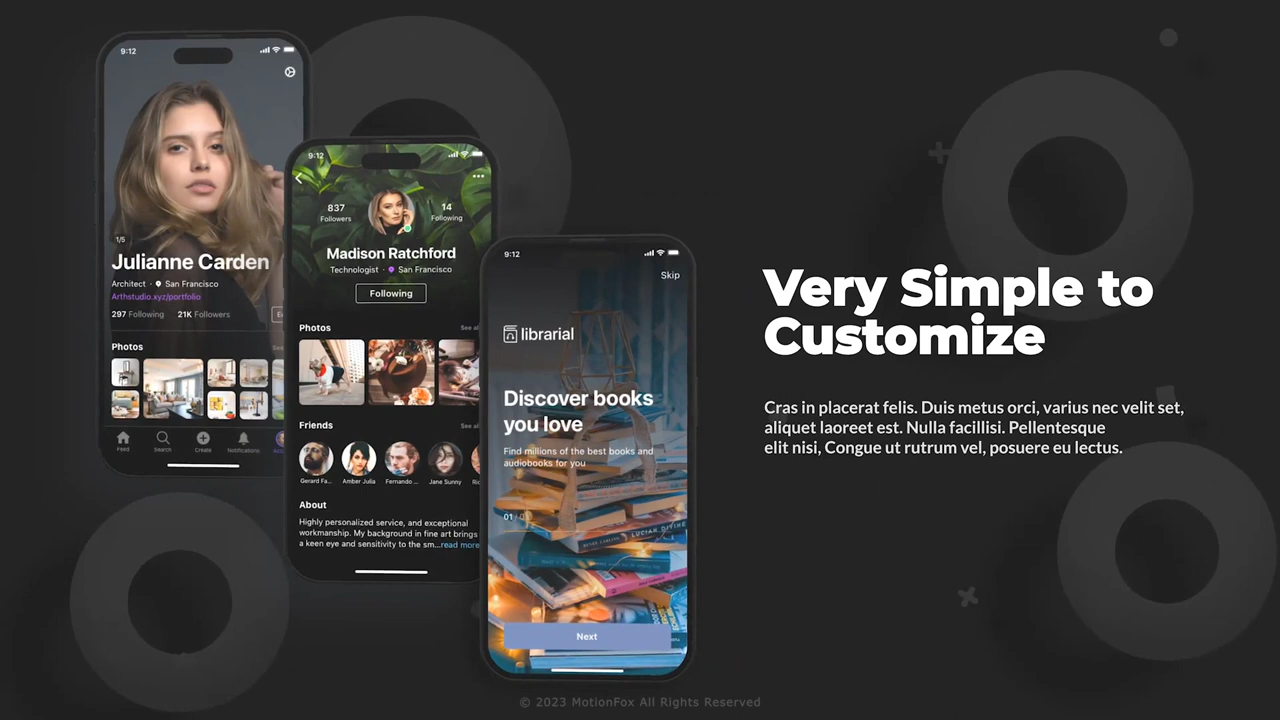 9:12
1/5
Julianne Carden
Architect · San Francisco
Arthstudio.xyz/portfolio
297 Following 21K Followers
Photos
Feed Search Create Notifications
9:12
837 Followers
14 Following
Madison Ratchford
Technologist · San Francisco
Following
Photos
Friends
Gerard Fa... Amber Julia Fernando ... Jane Sunny
About
Highly personalized service, and exceptional
workmanship. My background in fine art brings
a keen eye and sensitivity to the sm...read more
9:12
Skip
librarial
Discover books
you love
Find millions of the best books and
audiobooks for you
01
LUCIAN DIVINE
Next
Very Simple to
Customize
Cras in placerat felis. Duis metus orci, varius nec velit set,
aliquet laoreet est. Nulla facillisi. Pellentesque
elit nisi, Congue ut rutrum vel, posuere eu lectus.
© 2023 MotionFox All Rights Reserved